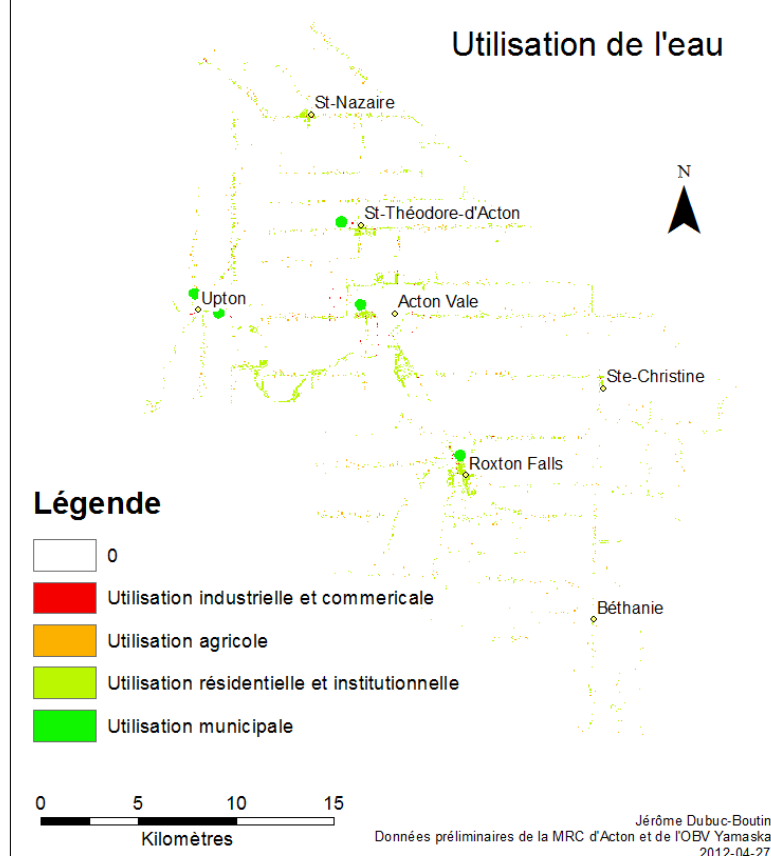 Utilisation de l'eau
St-Nazaire
N
St-Théodore-d'Acton
Upton
Acton Vale
Ste-Christine
Roxton Falls
Béthanie
Légende
0
Utilisation industrielle et commericale
Utilisation agricole
Utilisation résidentielle et institutionnelle
Utilisation municipale
0 5 10 15
Kilomètres
Jérôme Dubuc-Boutin
Données préliminaires de la MRC d'Acton et de l'OBV Yamaska
2012-04-27